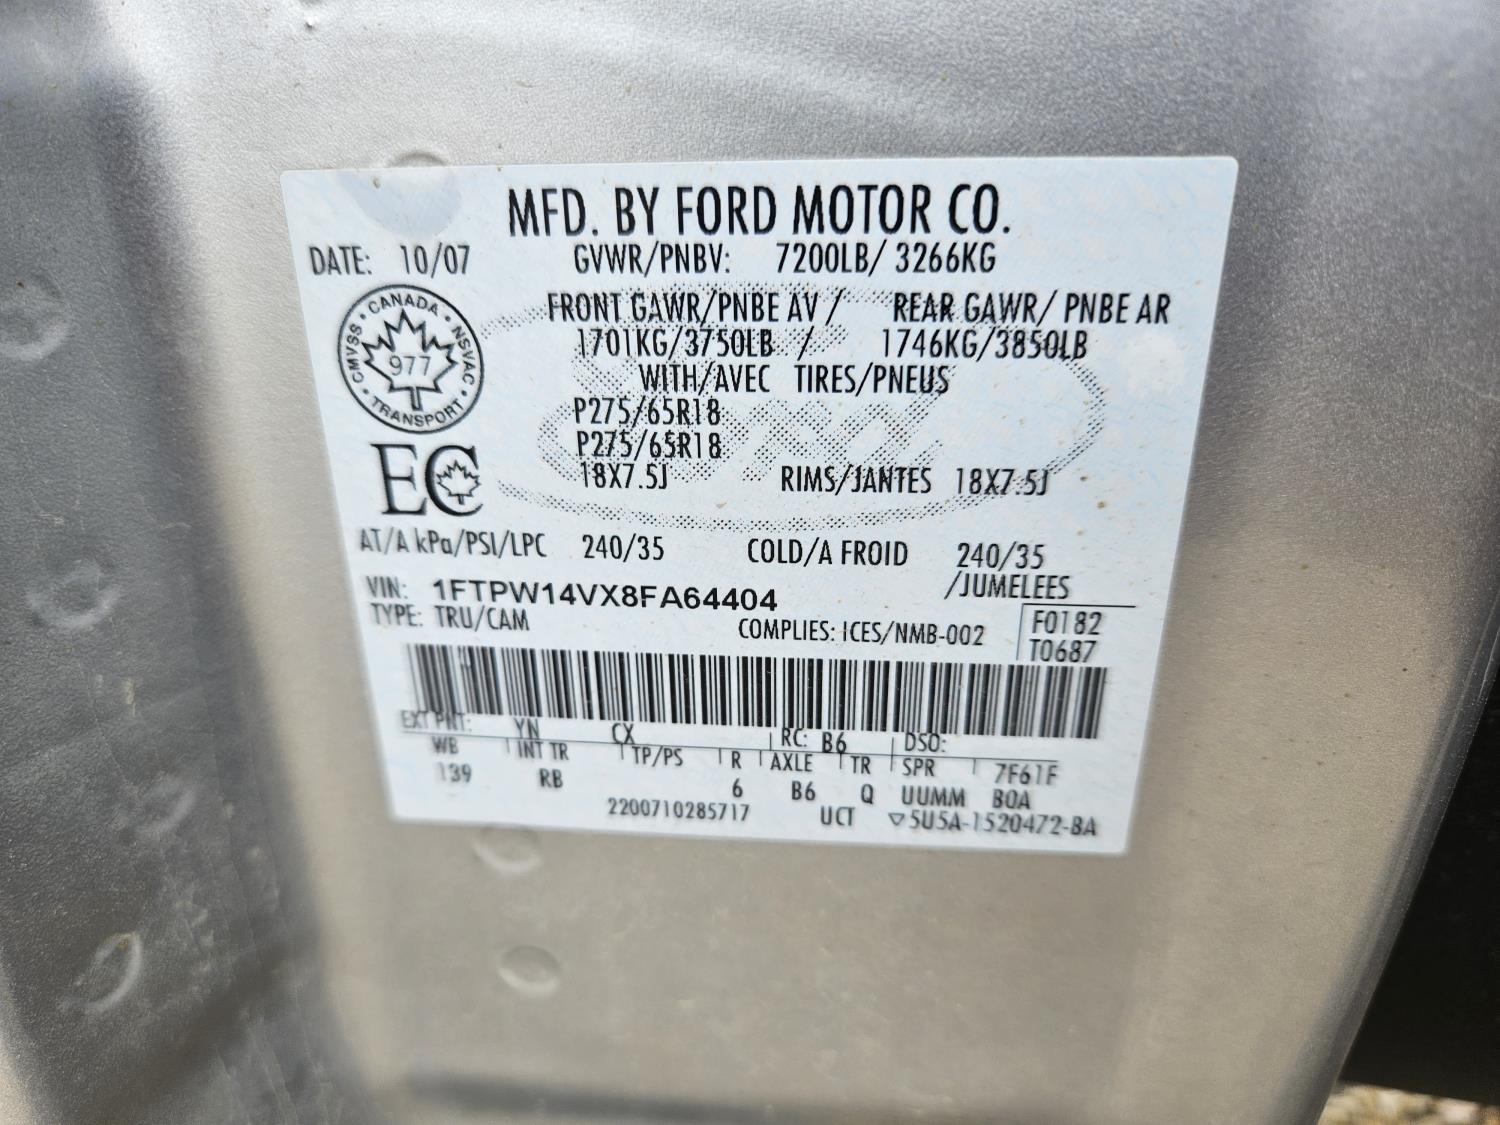 MFD. BY FORD MOTOR CO.
DATE: 10/07 GVWR/PNBV: 7200LB/ 3266KG
CANADA
CMVSS NSVAC
977
TRANSPORT
FRONT GAWR/PNBE AV / REAR GAWR/ PNBE AR
1701KG/3750LB / 1746KG/3850LB
WITH/AVEC TIRES/PNEUS
P275/65R18
P275/65R18
EC
18X7.5J RIMS/JANTES 18X7.5J
AT/A kPa/PSI/LPC 240/35 COLD/A FROID 240/35
/JUMELEES
VIN: 1FTPW14VX8FA64404
TYPE: TRU/CAM COMPLIES: ICES/NMB-002
F0182
T0687
EXT PNT: YN CX RC: B6 DSO:
WB INT TR TP/PS R AXLE TR SPR 7F61F
139 RB 6 B6 Q UUMM BOA
2200710285717 UCT ▽5U5A-1520472-BA
Ford